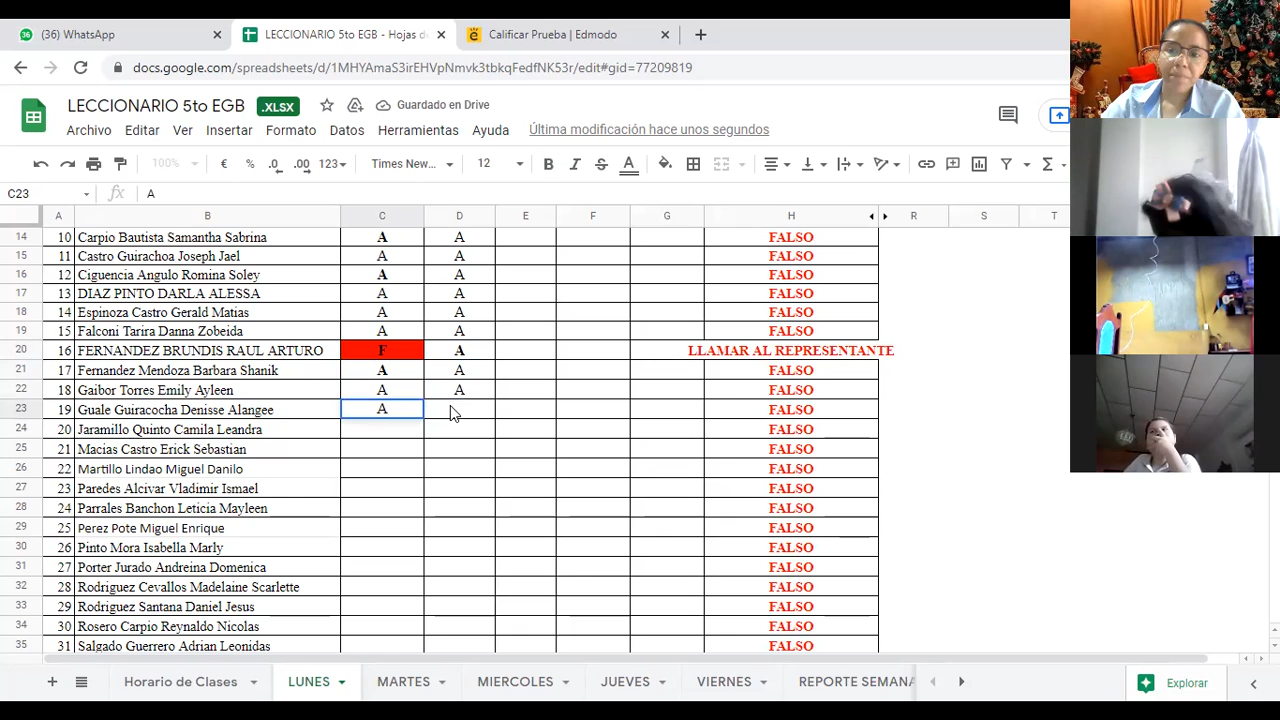 36 (36) WhatsApp × LECCIONARIO 5to EGB - Hojas de × Calificar Prueba | Edmodo × +
docs.google.com/spreadsheets/d/1MHYAmaS3irEHVpNmvk3tbkqFedfNK53r/edit#gid=77209819
LECCIONARIO 5to EGB .XLSX Guardado en Drive
Archivo Editar Ver Insertar Formato Datos Herramientas Ayuda Última modificación hace unos segundos
100% € % .0 .00 123 Times New... 12 B I S A
C23 fx A
A B C D E F G H R S T
14 10 Carpio Bautista Samantha Sabrina A A FALSO
15 11 Castro Guirachoa Joseph Jael A A FALSO
16 12 Ciguencia Angulo Romina Soley A A FALSO
17 13 DIAZ PINTO DARLA ALESSA A A FALSO
18 14 Espinoza Castro Gerald Matias A A FALSO
19 15 Falconi Tarira Danna Zobeida A A FALSO
20 16 FERNANDEZ BRUNDIS RAUL ARTURO F A LLAMAR AL REPRESENTANTE
21 17 Fernandez Mendoza Barbara Shanik A A FALSO
22 18 Gaibor Torres Emily Ayleen A A FALSO
23 19 Guale Guiracocha Denisse Alangee A FALSO
24 20 Jaramillo Quinto Camila Leandra FALSO
25 21 Macias Castro Erick Sebastian FALSO
26 22 Martillo Lindao Miguel Danilo FALSO
27 23 Paredes Alcivar Vladimir Ismael FALSO
28 24 Parrales Banchon Leticia Mayleen FALSO
29 25 Perez Pote Miguel Enrique FALSO
30 26 Pinto Mora Isabella Marly FALSO
31 27 Porter Jurado Andreina Domenica FALSO
32 28 Rodriguez Cevallos Madelaine Scarlette FALSO
33 29 Rodriguez Santana Daniel Jesus FALSO
34 30 Rosero Carpio Reynaldo Nicolas FALSO
35 31 Salgado Guerrero Adrian Leonidas FALSO
+ Horario de Clases LUNES MARTES MIERCOLES JUEVES VIERNES REPORTE SEMANA Explorar